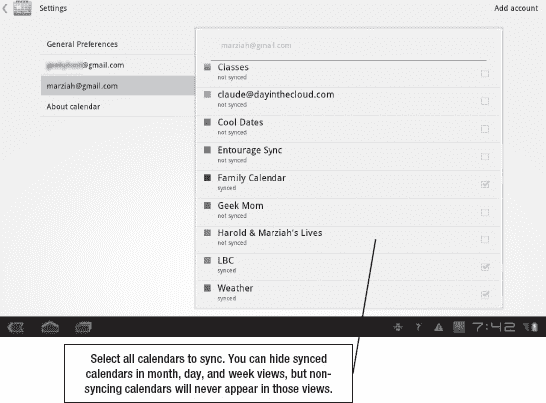 Settings
Add account
General Preferences
@gmail.com
marziah@gmail.com
About calendar
marziah@gmail.com
Classes
not synced
claude@dayinthecloud.com
not synced
Cool Dates
not synced
Entourage Sync
not synced
Family Calendar
synced
Geek Mom
not synced
Harold & Marziah's Lives
not synced
LBC
synced
Weather
synced
7:42
Select all calendars to sync. You can hide synced
calendars in month, day, and week views, but non-
syncing calendars will never appear in those views.